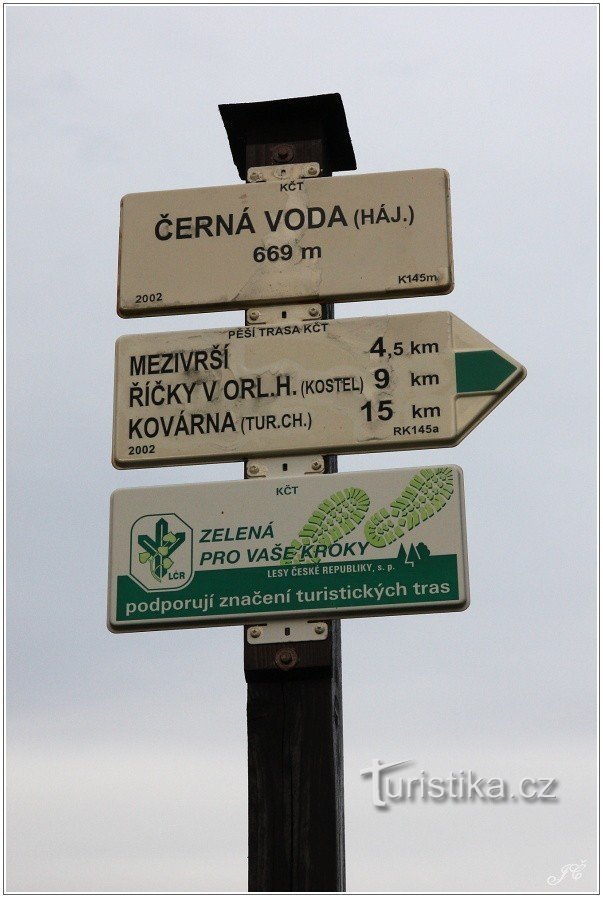 KČT
ČERNÁ VODA (HÁJ.)
669 m
2002 K145m
PĚŠÍ TRASA KČT
MEZIVRŠÍ 4,5 km
ŘÍČKY V ORL.H. (KOSTEL) 9 km
KOVÁRNA (TUR.CH.) 15 km
2002 RK145a
KČT
ZELENÁ
PRO VAŠE KROKY
LČR
LESY ČESKÉ REPUBLIKY, s. p.
podporují značení turistických tras
Turistika.cz